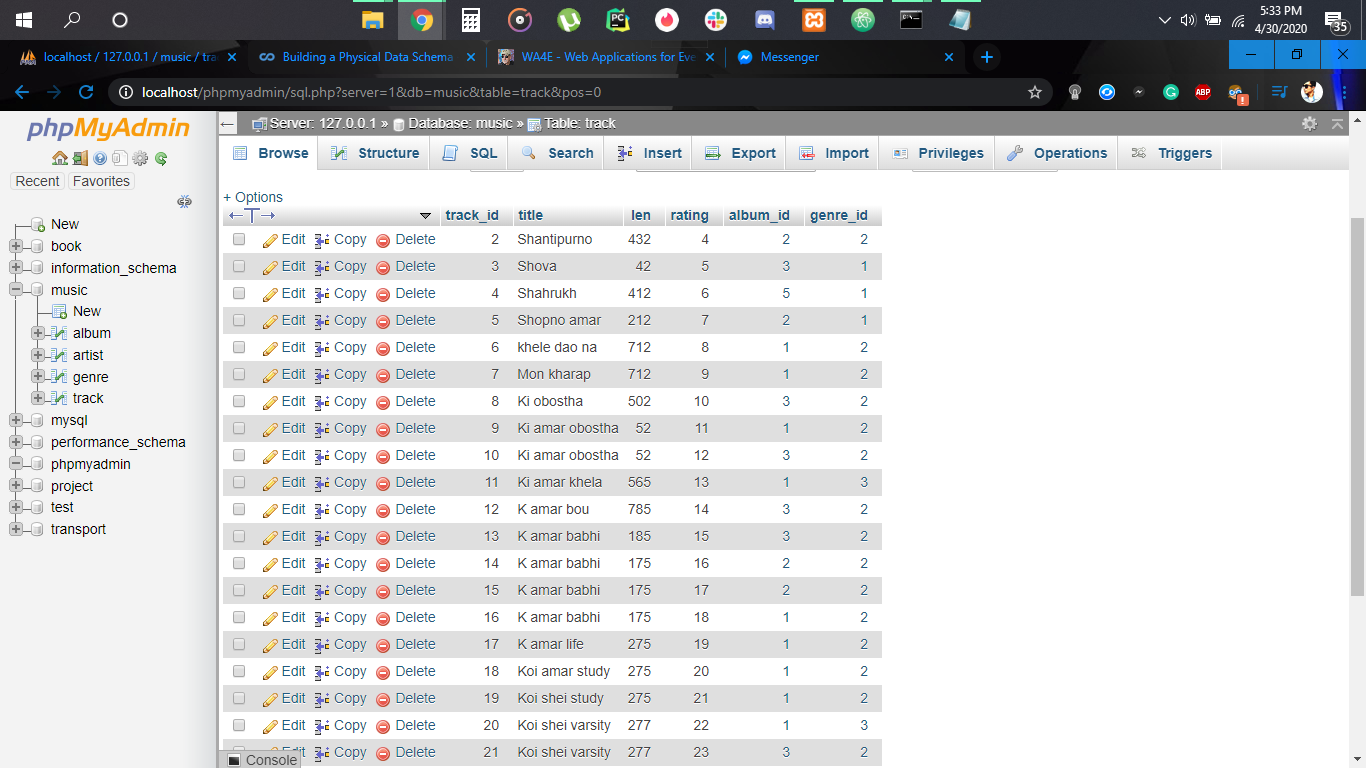 5:33 PM
4/30/2020
35
localhost / 127.0.0.1 / music / tra
Building a Physical Data Schema
WA4E - Web Applications for Eve
Messenger
localhost/phpmyadmin/sql.php?server=1&db=music&table=track&pos=0
ABP
phpMyAdmin
Recent Favorites
New
book
information_schema
music
New
album
artist
genre
track
mysql
performance_schema
phpmyadmin
project
test
transport
Server: 127.0.0.1 » Database: music » Table: track
Browse Structure SQL Search Insert Export Import Privileges Operations Triggers
+ Options
←T→ track_id title len rating album_id genre_id
Edit Copy Delete 2 Shantipurno 432 4 2 2
Edit Copy Delete 3 Shova 42 5 3 1
Edit Copy Delete 4 Shahrukh 412 6 5 1
Edit Copy Delete 5 Shopno amar 212 7 2 1
Edit Copy Delete 6 khele dao na 712 8 1 2
Edit Copy Delete 7 Mon kharap 712 9 1 2
Edit Copy Delete 8 Ki obostha 502 10 3 2
Edit Copy Delete 9 Ki amar obostha 52 11 1 2
Edit Copy Delete 10 Ki amar obostha 52 12 3 2
Edit Copy Delete 11 Ki amar khela 565 13 1 3
Edit Copy Delete 12 K amar bou 785 14 3 2
Edit Copy Delete 13 K amar babhi 185 15 3 2
Edit Copy Delete 14 K amar babhi 175 16 2 2
Edit Copy Delete 15 K amar babhi 175 17 2 2
Edit Copy Delete 16 K amar babhi 175 18 1 2
Edit Copy Delete 17 K amar life 275 19 1 2
Edit Copy Delete 18 Koi amar study 275 20 1 2
Edit Copy Delete 19 Koi shei study 275 21 1 2
Edit Copy Delete 20 Koi shei varsity 277 22 1 3
Edit Copy Delete 21 Koi shei varsity 277 23 3 2
Console